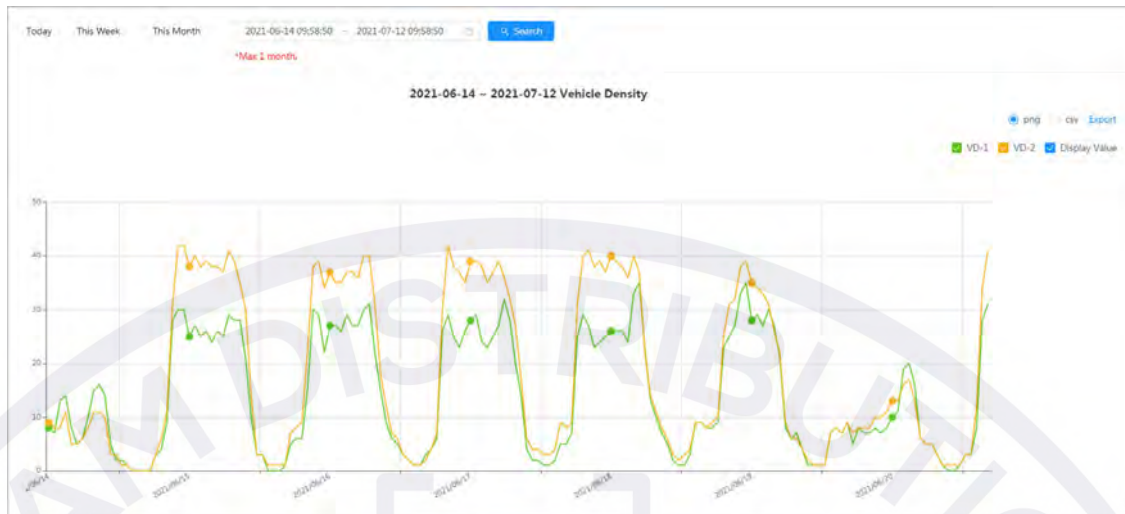 Today This Week This Month 2021-06-14 09:58:50 ~ 2021-07-12 09:58:50 Search
*Max 1 month.
2021-06-14 ~ 2021-07-12 Vehicle Density
png csv Export
VD-1 VD-2 Display Value
50
40
30
20
10
0
2021/06/15 2021/06/16 2021/06/17 2021/06/18 2021/06/19 2021/06/20
AM DISTRIBUTI